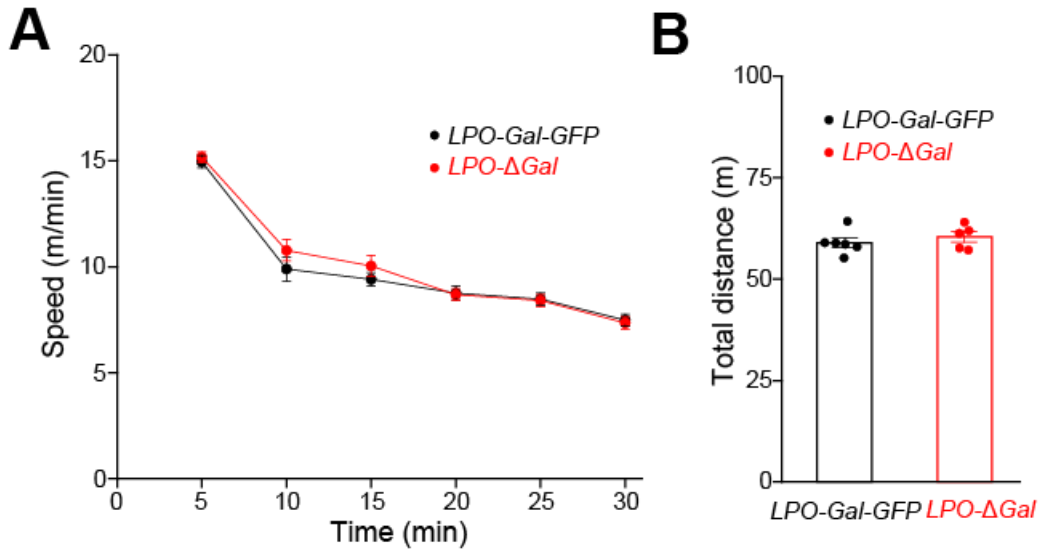 A
20
15
10
5
0
Speed (m/min)
LPO-Gal-GFP
LPO-ΔGal
0 5 10 15 20 25 30
Time (min)
B
100
75
50
25
0
Total distance (m)
LPO-Gal-GFP
LPO-ΔGal
LPO-Gal-GFP LPO-ΔGal